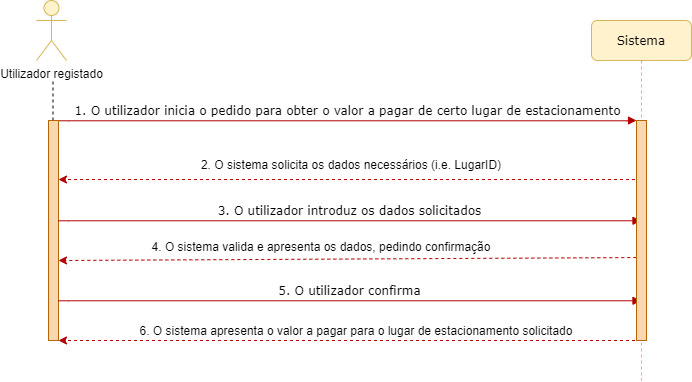 Sistema
Utilizador registado
1. O utilizador inicia o pedido para obter o valor a pagar de certo lugar de estacionamento
2. O sistema solicita os dados necessários (i.e. LugarID)
3. O utilizador introduz os dados solicitados
4. O sistema valida e apresenta os dados, pedindo confirmação
5. O utilizador confirma
6. O sistema apresenta o valor a pagar para o lugar de estacionamento solicitado